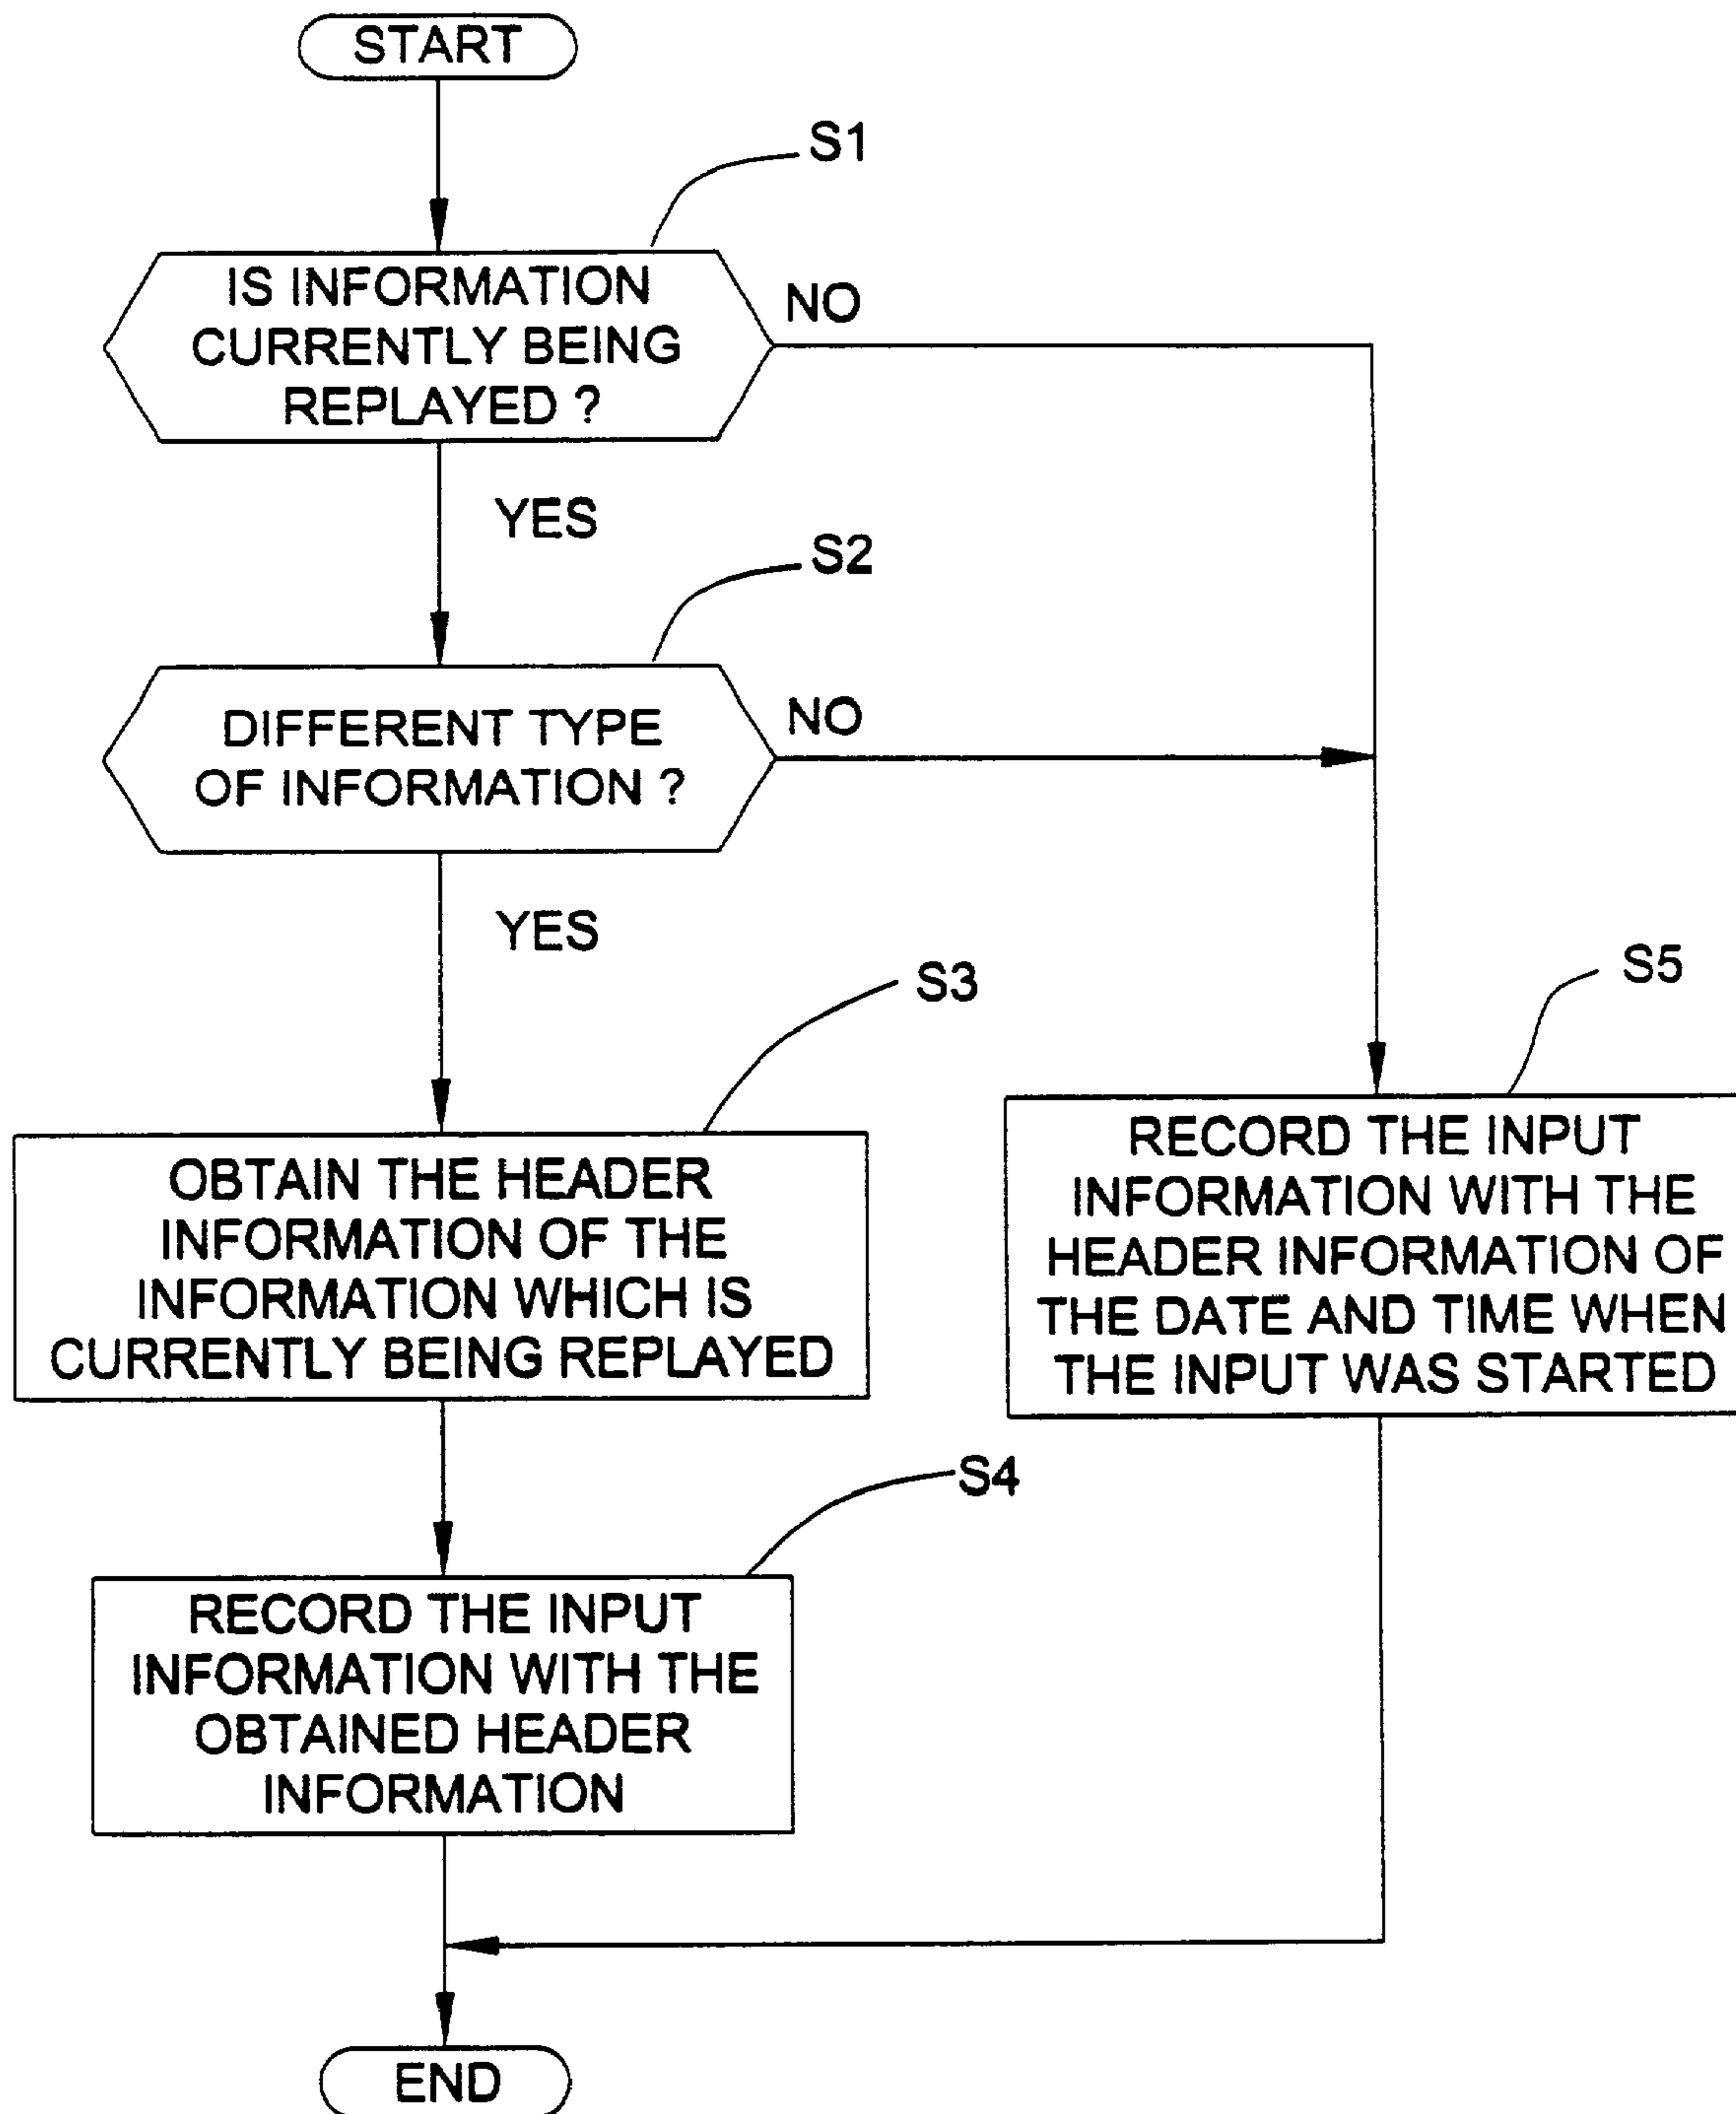 START
S1
IS INFORMATION
CURRENTLY BEING
REPLAYED ?
NO
YES
S2
DIFFERENT TYPE
OF INFORMATION ?
NO
YES
S3
OBTAIN THE HEADER
INFORMATION OF THE
INFORMATION WHICH IS
CURRENTLY BEING REPLAYED
S5
RECORD THE INPUT
INFORMATION WITH THE
HEADER INFORMATION OF
THE DATE AND TIME WHEN
THE INPUT WAS STARTED
S4
RECORD THE INPUT
INFORMATION WITH THE
OBTAINED HEADER
INFORMATION
END